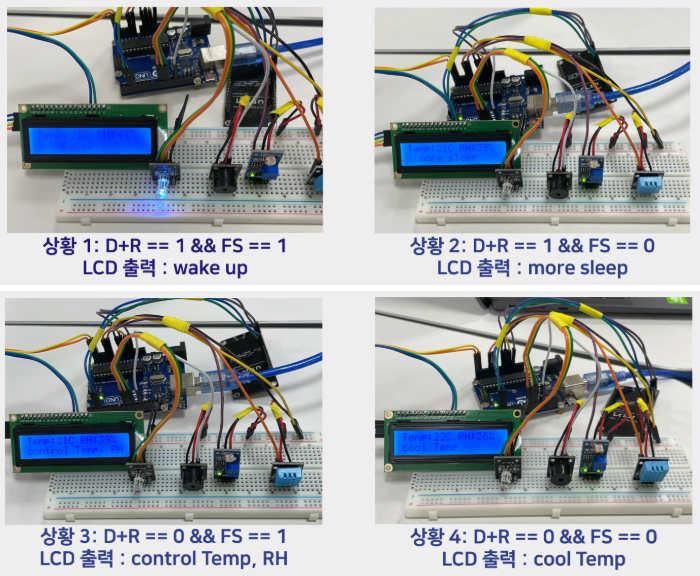 Temp:21C RH:41%
상황 1: D+R == 1 && FS == 1
LCD 출력 : wake up
UNO
Temp:21C RH:39%
more sleep
상황 2: D+R == 1 && FS == 0
LCD 출력 : more sleep
UNO
Temp:21C RH:39%
control Temp, RH
상황 3: D+R == 0 && FS == 1
LCD 출력 : control Temp, RH
Temp:22C RH:36%
cool Temp
상황 4: D+R == 0 && FS == 0
LCD 출력 : cool Temp